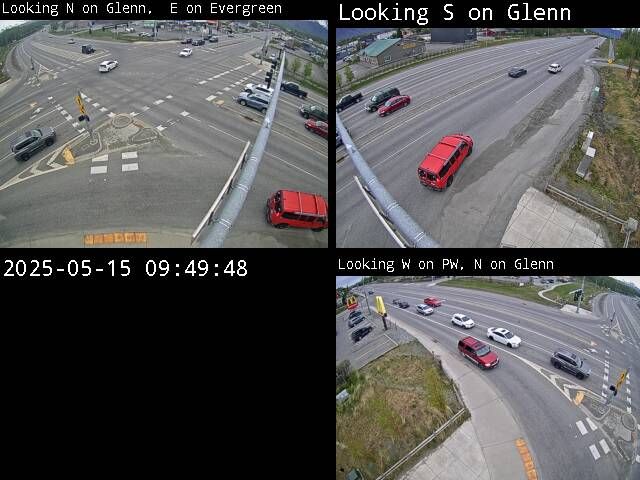 Looking N on Glenn,  E on Evergreen
Looking S on Glenn
2025-05-15 09:49:48
Looking W on PW, N on Glenn